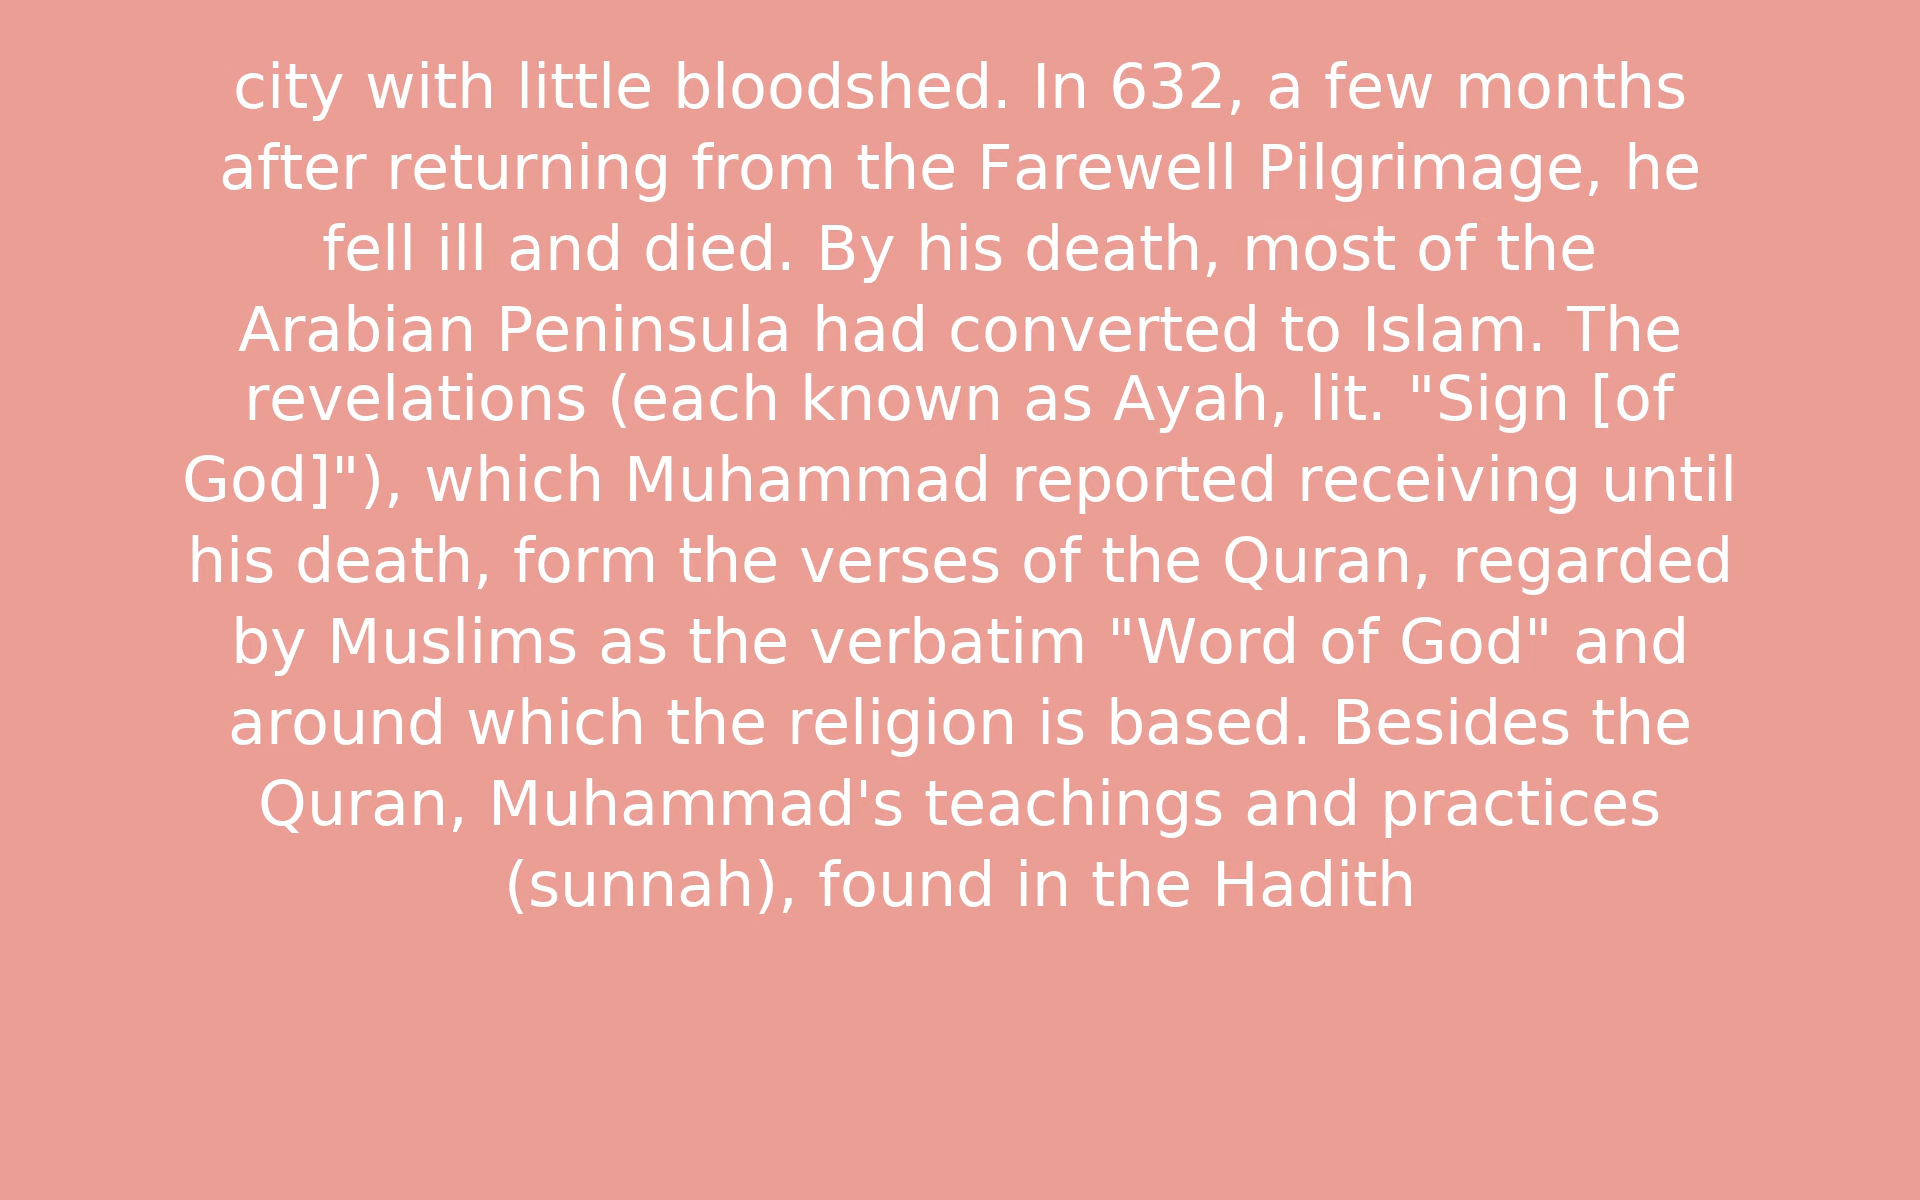 city with little bloodshed. In 632, a few months
after returning from the Farewell Pilgrimage, he
fell ill and died. By his death, most of the
Arabian Peninsula had converted to Islam. The
revelations (each known as Ayah, lit. "Sign [of
God]"), which Muhammad reported receiving until
his death, form the verses of the Quran, regarded
by Muslims as the verbatim "Word of God" and
around which the religion is based. Besides the
Quran, Muhammad's teachings and practices
(sunnah), found in the Hadith